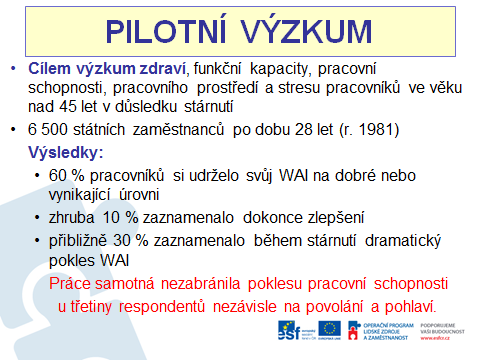 PILOTNÍ VÝZKUM
• Cílem výzkum zdraví, funkční kapacity, pracovní
schopnosti, pracovního prostředí a stresu pracovníků ve věku
nad 45 let v důsledku stárnutí
• 6 500 státních zaměstnanců po dobu 28 let (r. 1981)
Výsledky:
• 60 % pracovníků si udrželo svůj WAI na dobré nebo
vynikající úrovni
• zhruba 10 % zaznamenalo dokonce zlepšení
• přibližně 30 % zaznamenalo během stárnutí dramatický
pokles WAI
Práce samotná nezabránila poklesu pracovní schopnosti
u třetiny respondentů nezávisle na povolání a pohlaví.
esf
EVROPSKÁ UNIE
OPERAČNÍ PROGRAM
LIDSKÉ ZDROJE
A ZAMĚSTNANOST
PODPORUJEME
VAŠI BUDOUCNOST
www.esfcr.cz